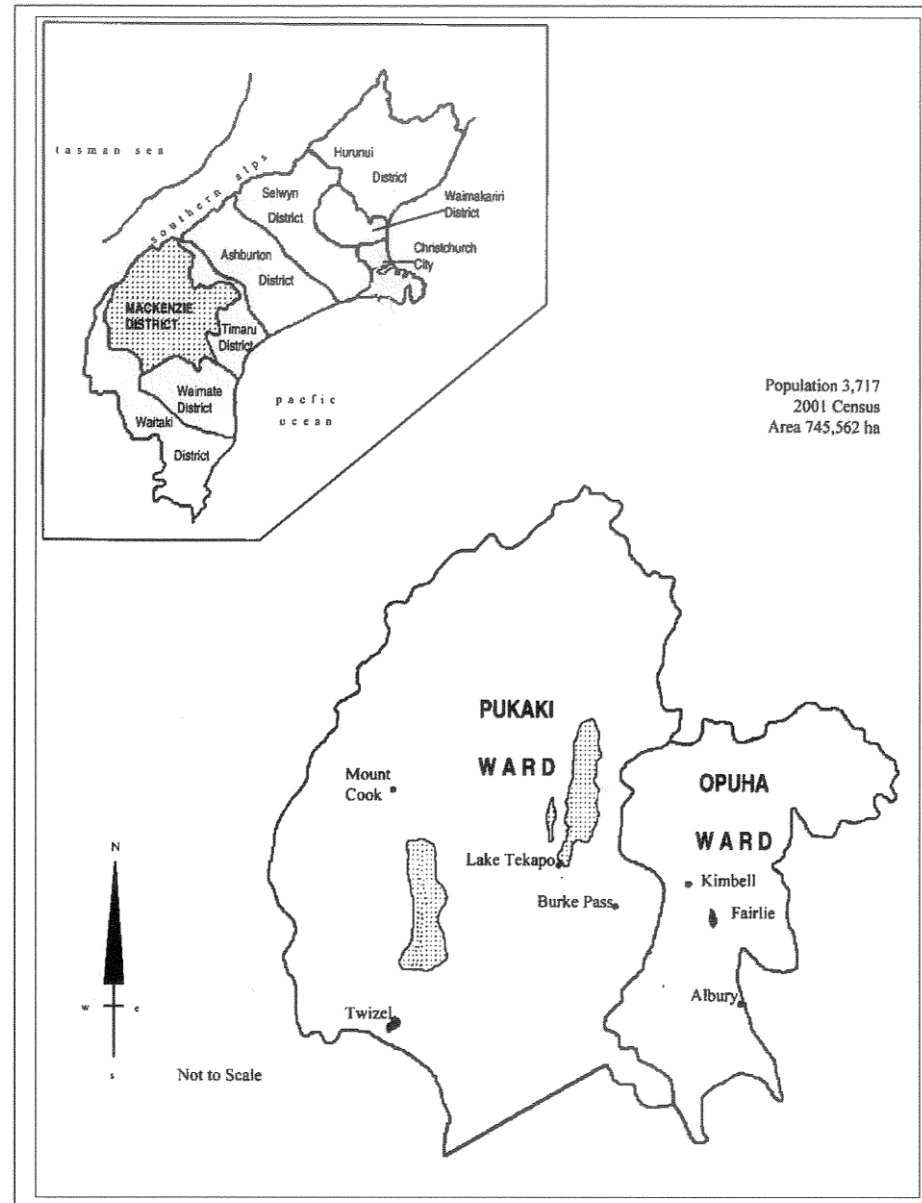 tasman sea
southern alps
Hurunui
District
Selwyn
District
Waimakariri
District
Christchurch
City
Ashburton
District
MACKENZIE
DISTRICT
Timaru
District
Waimate
District
Waitaki
District
paefic
ocean
Population 3,717
2001 Census
Area 745,562 ha
PUKAKI
WARD
Mount
Cook
OPUHA
WARD
Lake Tekapo
Kimbell
Burke Pass
Fairlie
Albury
Twizel
N
w e
s
Not to Scale